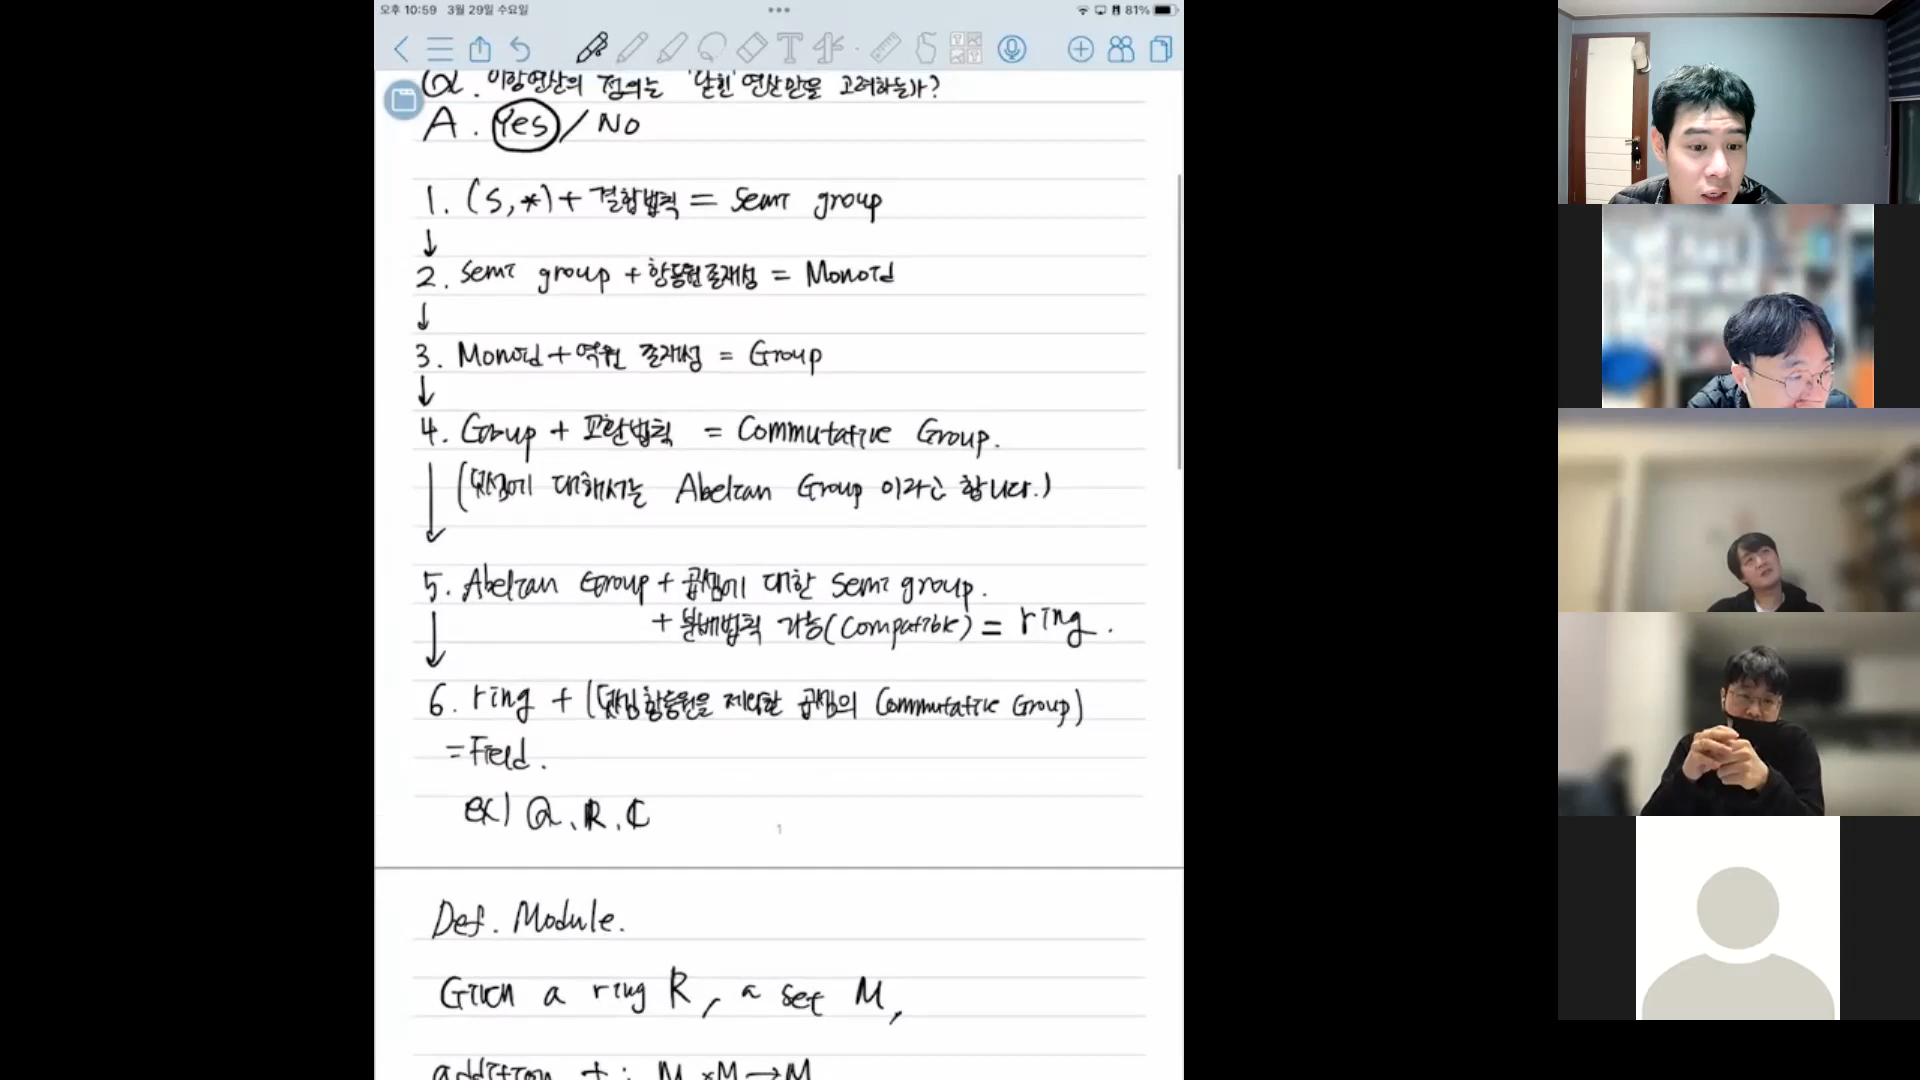 오후 10:59 3월 29일 수요일
81%
Q. 이항연산의 정의는 '닫힌' 연산만을 고려하는가?
A. Yes / No
1. (S, *) + 결합법칙 = Semi group
↓
2. Semi group + 항등원 존재성 = Monoid
↓
3. Monoid + 역원 존재성 = Group
↓
4. Group + 교환법칙 = Commutative Group.
(덧셈에 대해서는 Abelian Group 이라고 합니다.)
↓
5. Abelian Group + 곱셈에 대한 Semi group.
+ 분배법칙 가능(Compatible) = ring.
↓
6. ring + (덧셈 항등원을 제외한 곱셈의 Commutative Group)
= Field.
ex) Q, R, C
1
Def. Module.
Given a ring R, a set M,
addition + : M × M → M